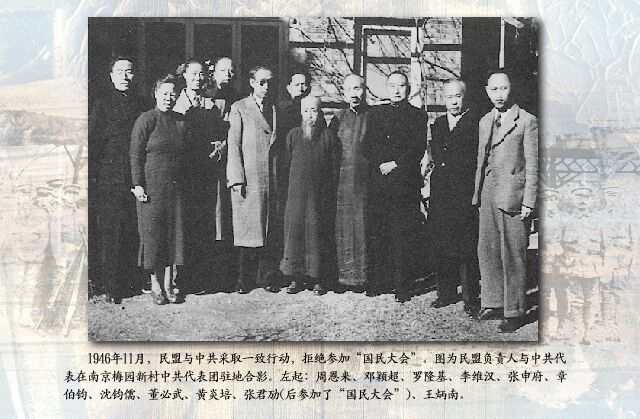 1946年11月，民盟与中共采取一致行动，拒绝参加“国民大会”。图为民盟负责人与中共代
表在南京梅园新村中共代表团驻地合影。左起：周恩来、邓颖超、罗隆基、李维汉、张申府、章
伯钧、沈钧儒、董必武、黄炎培、张君劢(后参加了“国民大会”)、王炳南。